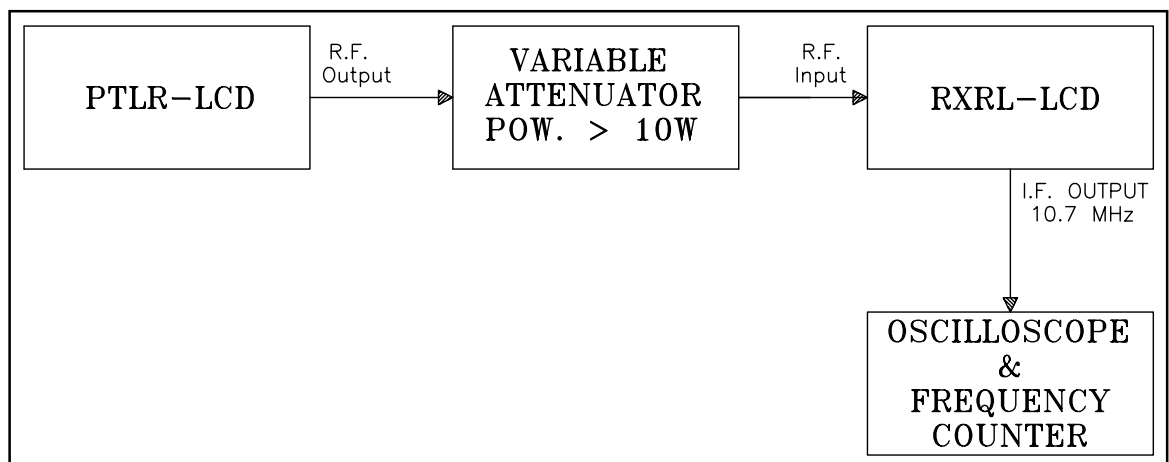 PTLR-LCD
R.F.
Output
VARIABLE
ATTENUATOR
POW. > 10W
R.F.
Input
RXRL-LCD
I.F. OUTPUT
10.7 MHz
OSCILLOSCOPE
&
FREQUENCY
COUNTER